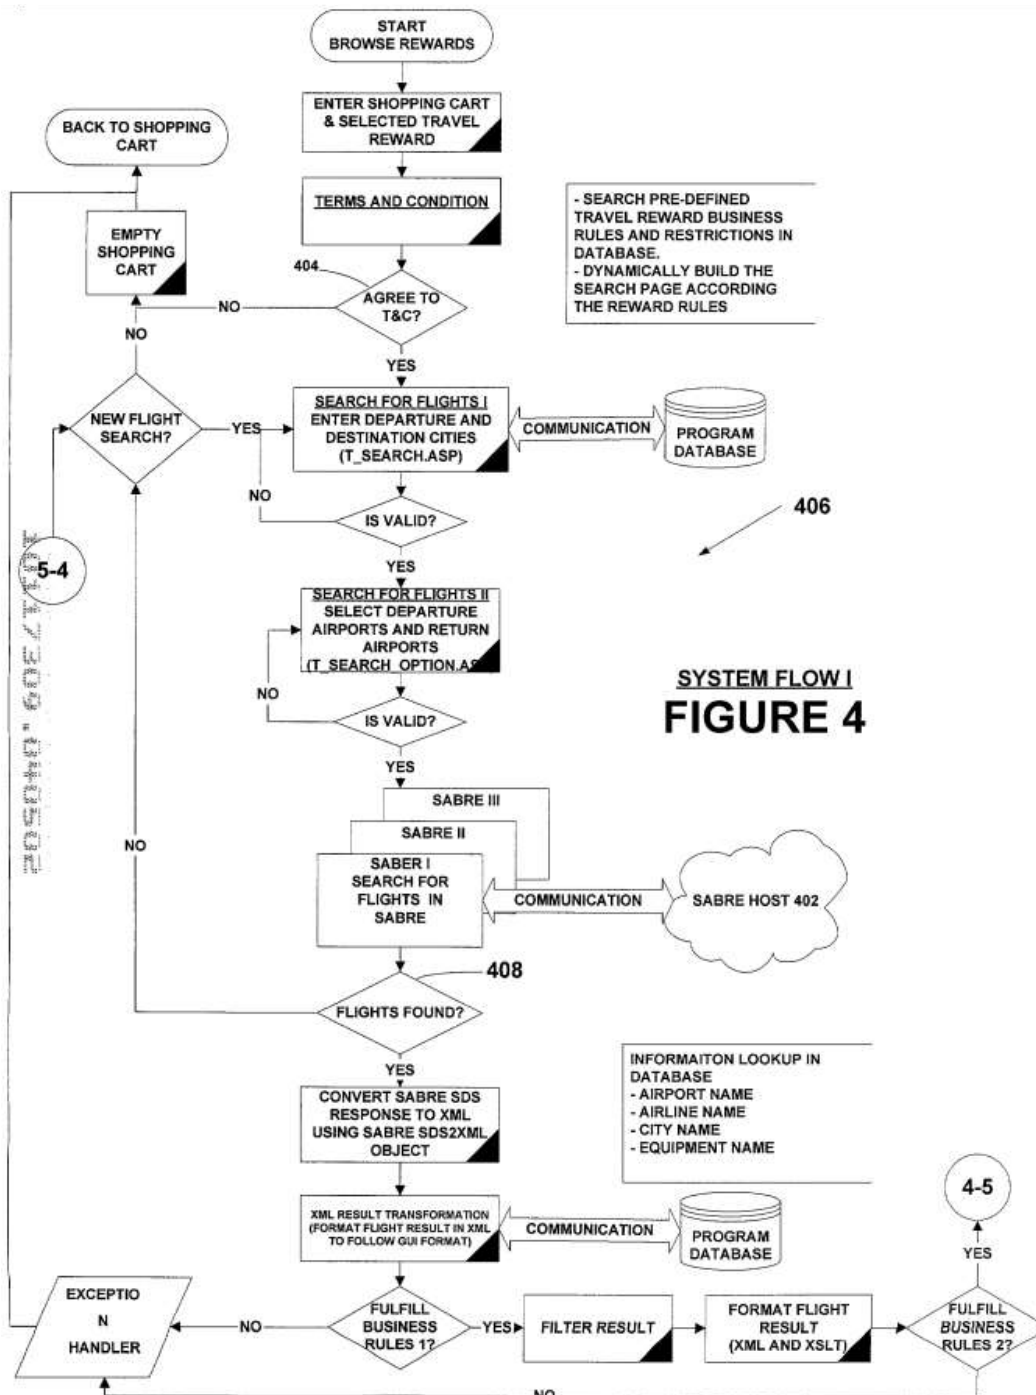 START
BROWSE REWARDS
ENTER SHOPPING CART
& SELECTED TRAVEL
REWARD
BACK TO SHOPPING
CART
TERMS AND CONDITION
- SEARCH PRE-DEFINED
TRAVEL REWARD BUSINESS
RULES AND RESTRICTIONS IN
DATABASE.
- DYNAMICALLY BUILD THE
SEARCH PAGE ACCORDING
THE REWARD RULES
EMPTY
SHOPPING
CART
404
AGREE TO
T&C?
NO
NO
YES
NEW FLIGHT
SEARCH?
YES
SEARCH FOR FLIGHTS I
ENTER DEPARTURE AND
DESTINATION CITIES
(T_SEARCH.ASP)
COMMUNICATION
PROGRAM
DATABASE
NO
IS VALID?
406
YES
5-4
SEARCH FOR FLIGHTS II
SELECT DEPARTURE
AIRPORTS AND RETURN
AIRPORTS
(T_SEARCH_OPTION.AS
NO
IS VALID?
SYSTEM FLOW I
FIGURE 4
YES
SABRE III
SABRE II
SABER I
SEARCH FOR
FLIGHTS IN
SABRE
COMMUNICATION
SABRE HOST 402
NO
408
FLIGHTS FOUND?
YES
CONVERT SABRE SDS
RESPONSE TO XML
USING SABRE SDS2XML
OBJECT
INFORMAITON LOOKUP IN
DATABASE
- AIRPORT NAME
- AIRLINE NAME
- CITY NAME
- EQUIPMENT NAME
4-5
XML RESULT TRANSFORMATION
(FORMAT FLIGHT RESULT IN XML
TO FOLLOW GUI FORMAT)
COMMUNICATION
PROGRAM
DATABASE
YES
EXCEPTIO
N
HANDLER
NO
FULFILL
BUSINESS
RULES 1?
YES
FILTER RESULT
FORMAT FLIGHT
RESULT
(XML AND XSLT)
FULFILL
BUSINESS
RULES 2?
NO